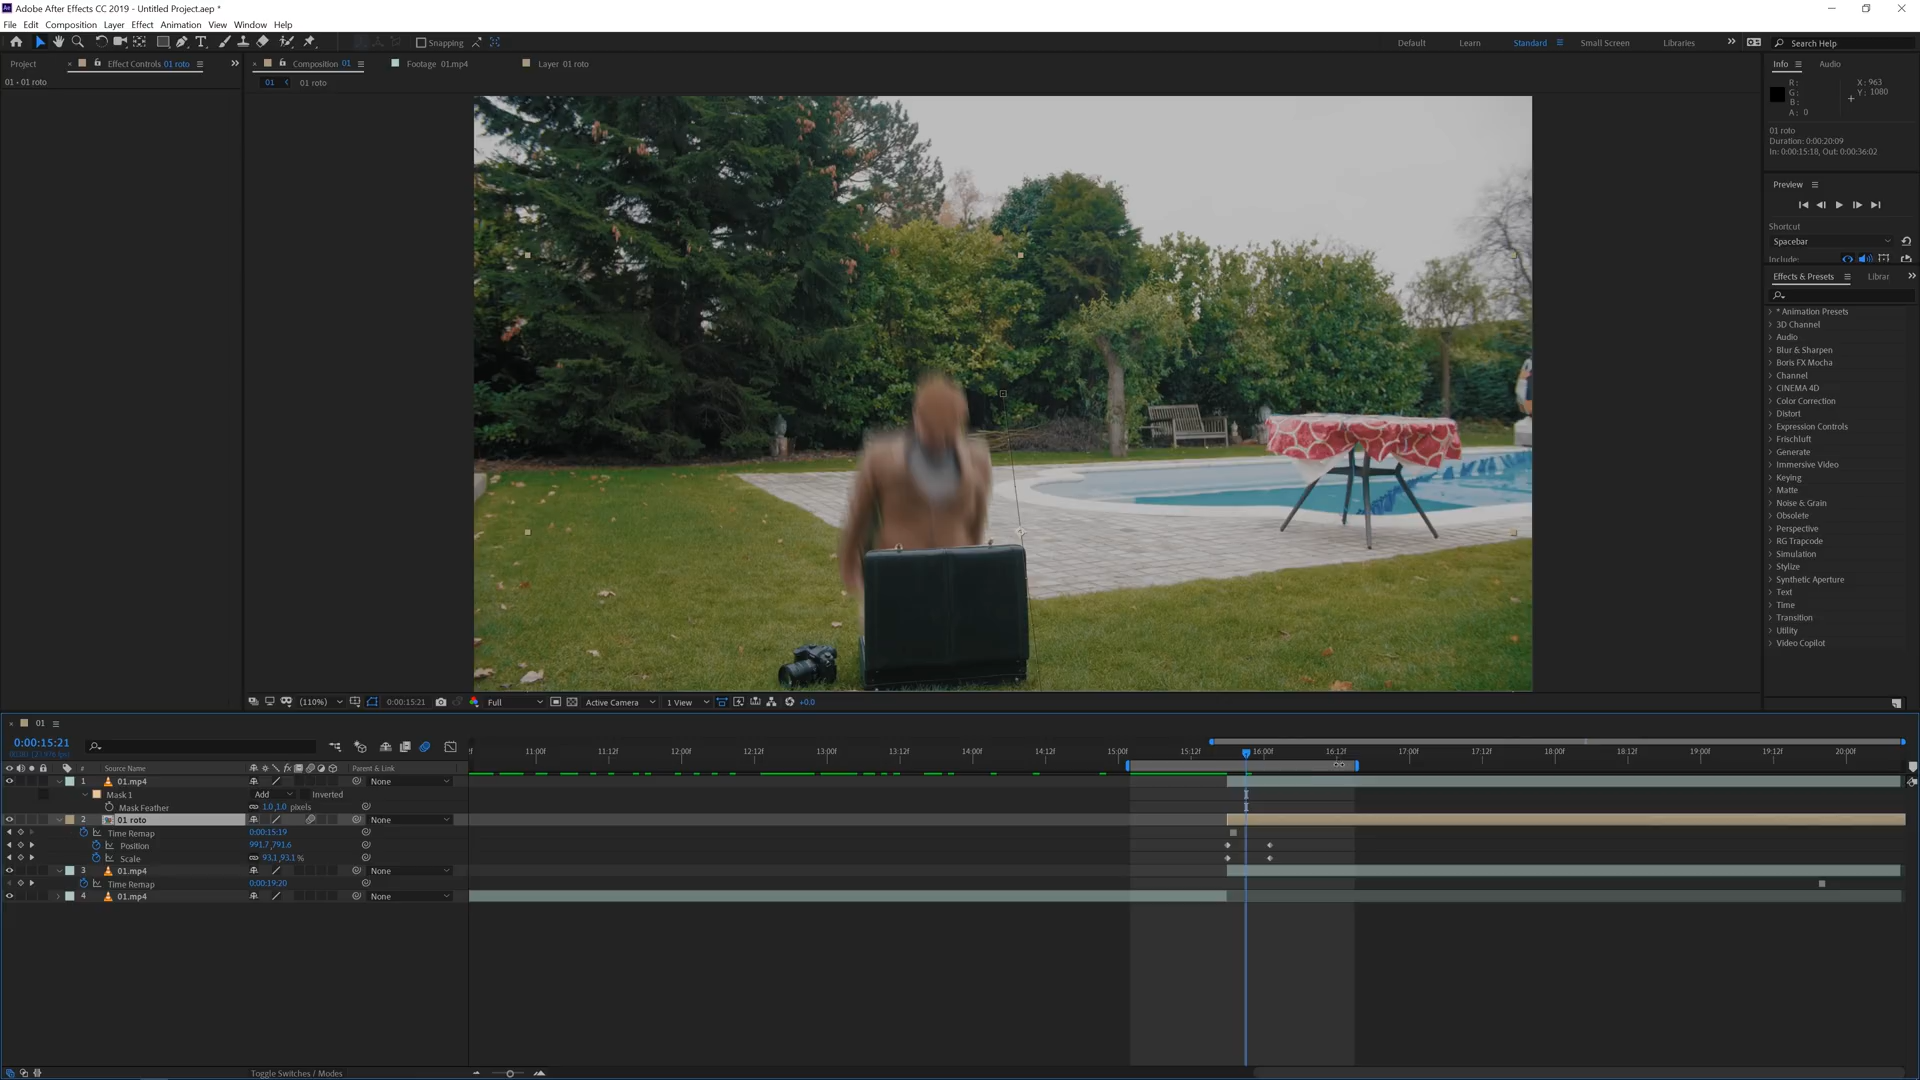 Adobe After Effects CC 2019 - Untitled Project.aep *
File Edit Composition Layer Effect Animation View Window Help
Snapping
Default Learn Standard Small Screen Libraries Search Help
Project Effect Controls 01 roto
01 • 01 roto
Composition 01 Footage 01.mp4 Layer 01 roto
01 01 roto
Info Audio
R: X: 963
G: Y: 1080
B:
A: 0
01 roto
Duration: 0:00:20:09
In: 0:00:15:18, Out: 0:00:36:02
Preview
Shortcut
Spacebar
Include:
Effects & Presets Librar
* Animation Presets
3D Channel
Audio
Blur & Sharpen
Boris FX Mocha
Channel
CINEMA 4D
Color Correction
Distort
Expression Controls
Frischluft
Generate
Immersive Video
Keying
Matte
Noise & Grain
Obsolete
Perspective
RG Trapcode
Simulation
Stylize
Synthetic Aperture
Text
Time
Transition
Utility
Video Copilot
(110%) 0:00:15:21 Full Active Camera 1 View +0.0
01
0:00:15:21
11:00f 11:12f 12:00f 12:12f 13:00f 13:12f 14:00f 14:12f 15:00f 15:12f 16:00f 16:12f 17:00f 17:12f 18:00f 18:12f 19:00f 19:12f 20:00f
# Source Name Parent & Link
1 01.mp4 None
Mask 1 Add Inverted
Mask Feather 1.0,1.0 pixels
2 01 roto None
Time Remap 0:00:15:19
Position 991.7,791.6
Scale 93.1,93.1 %
3 01.mp4 None
Time Remap 0:00:19:20
4 01.mp4 None
Toggle Switches / Modes